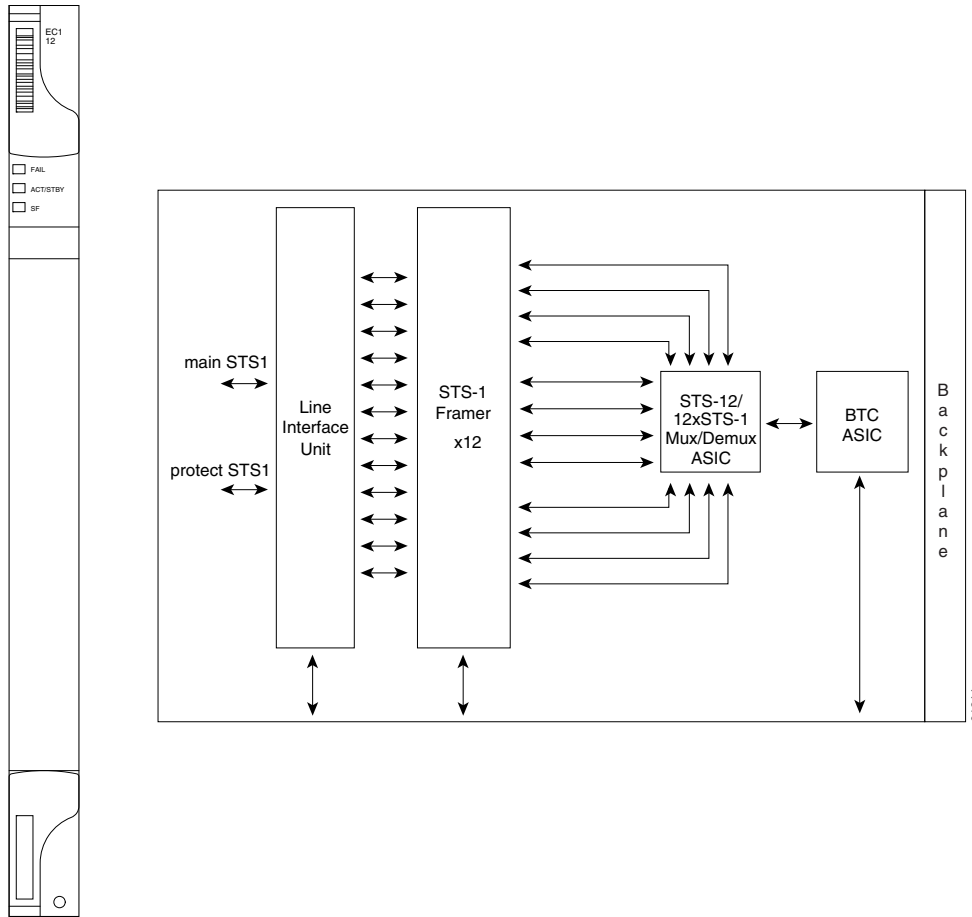 EC1
12
FAIL
ACT/STBY
SF
main STS1
protect STS1
Line
Interface
Unit
STS-1
Framer
x12
STS-12/
12xSTS-1
Mux/Demux
ASIC
BTC
ASIC
B
a
c
k
p
l
a
n
e